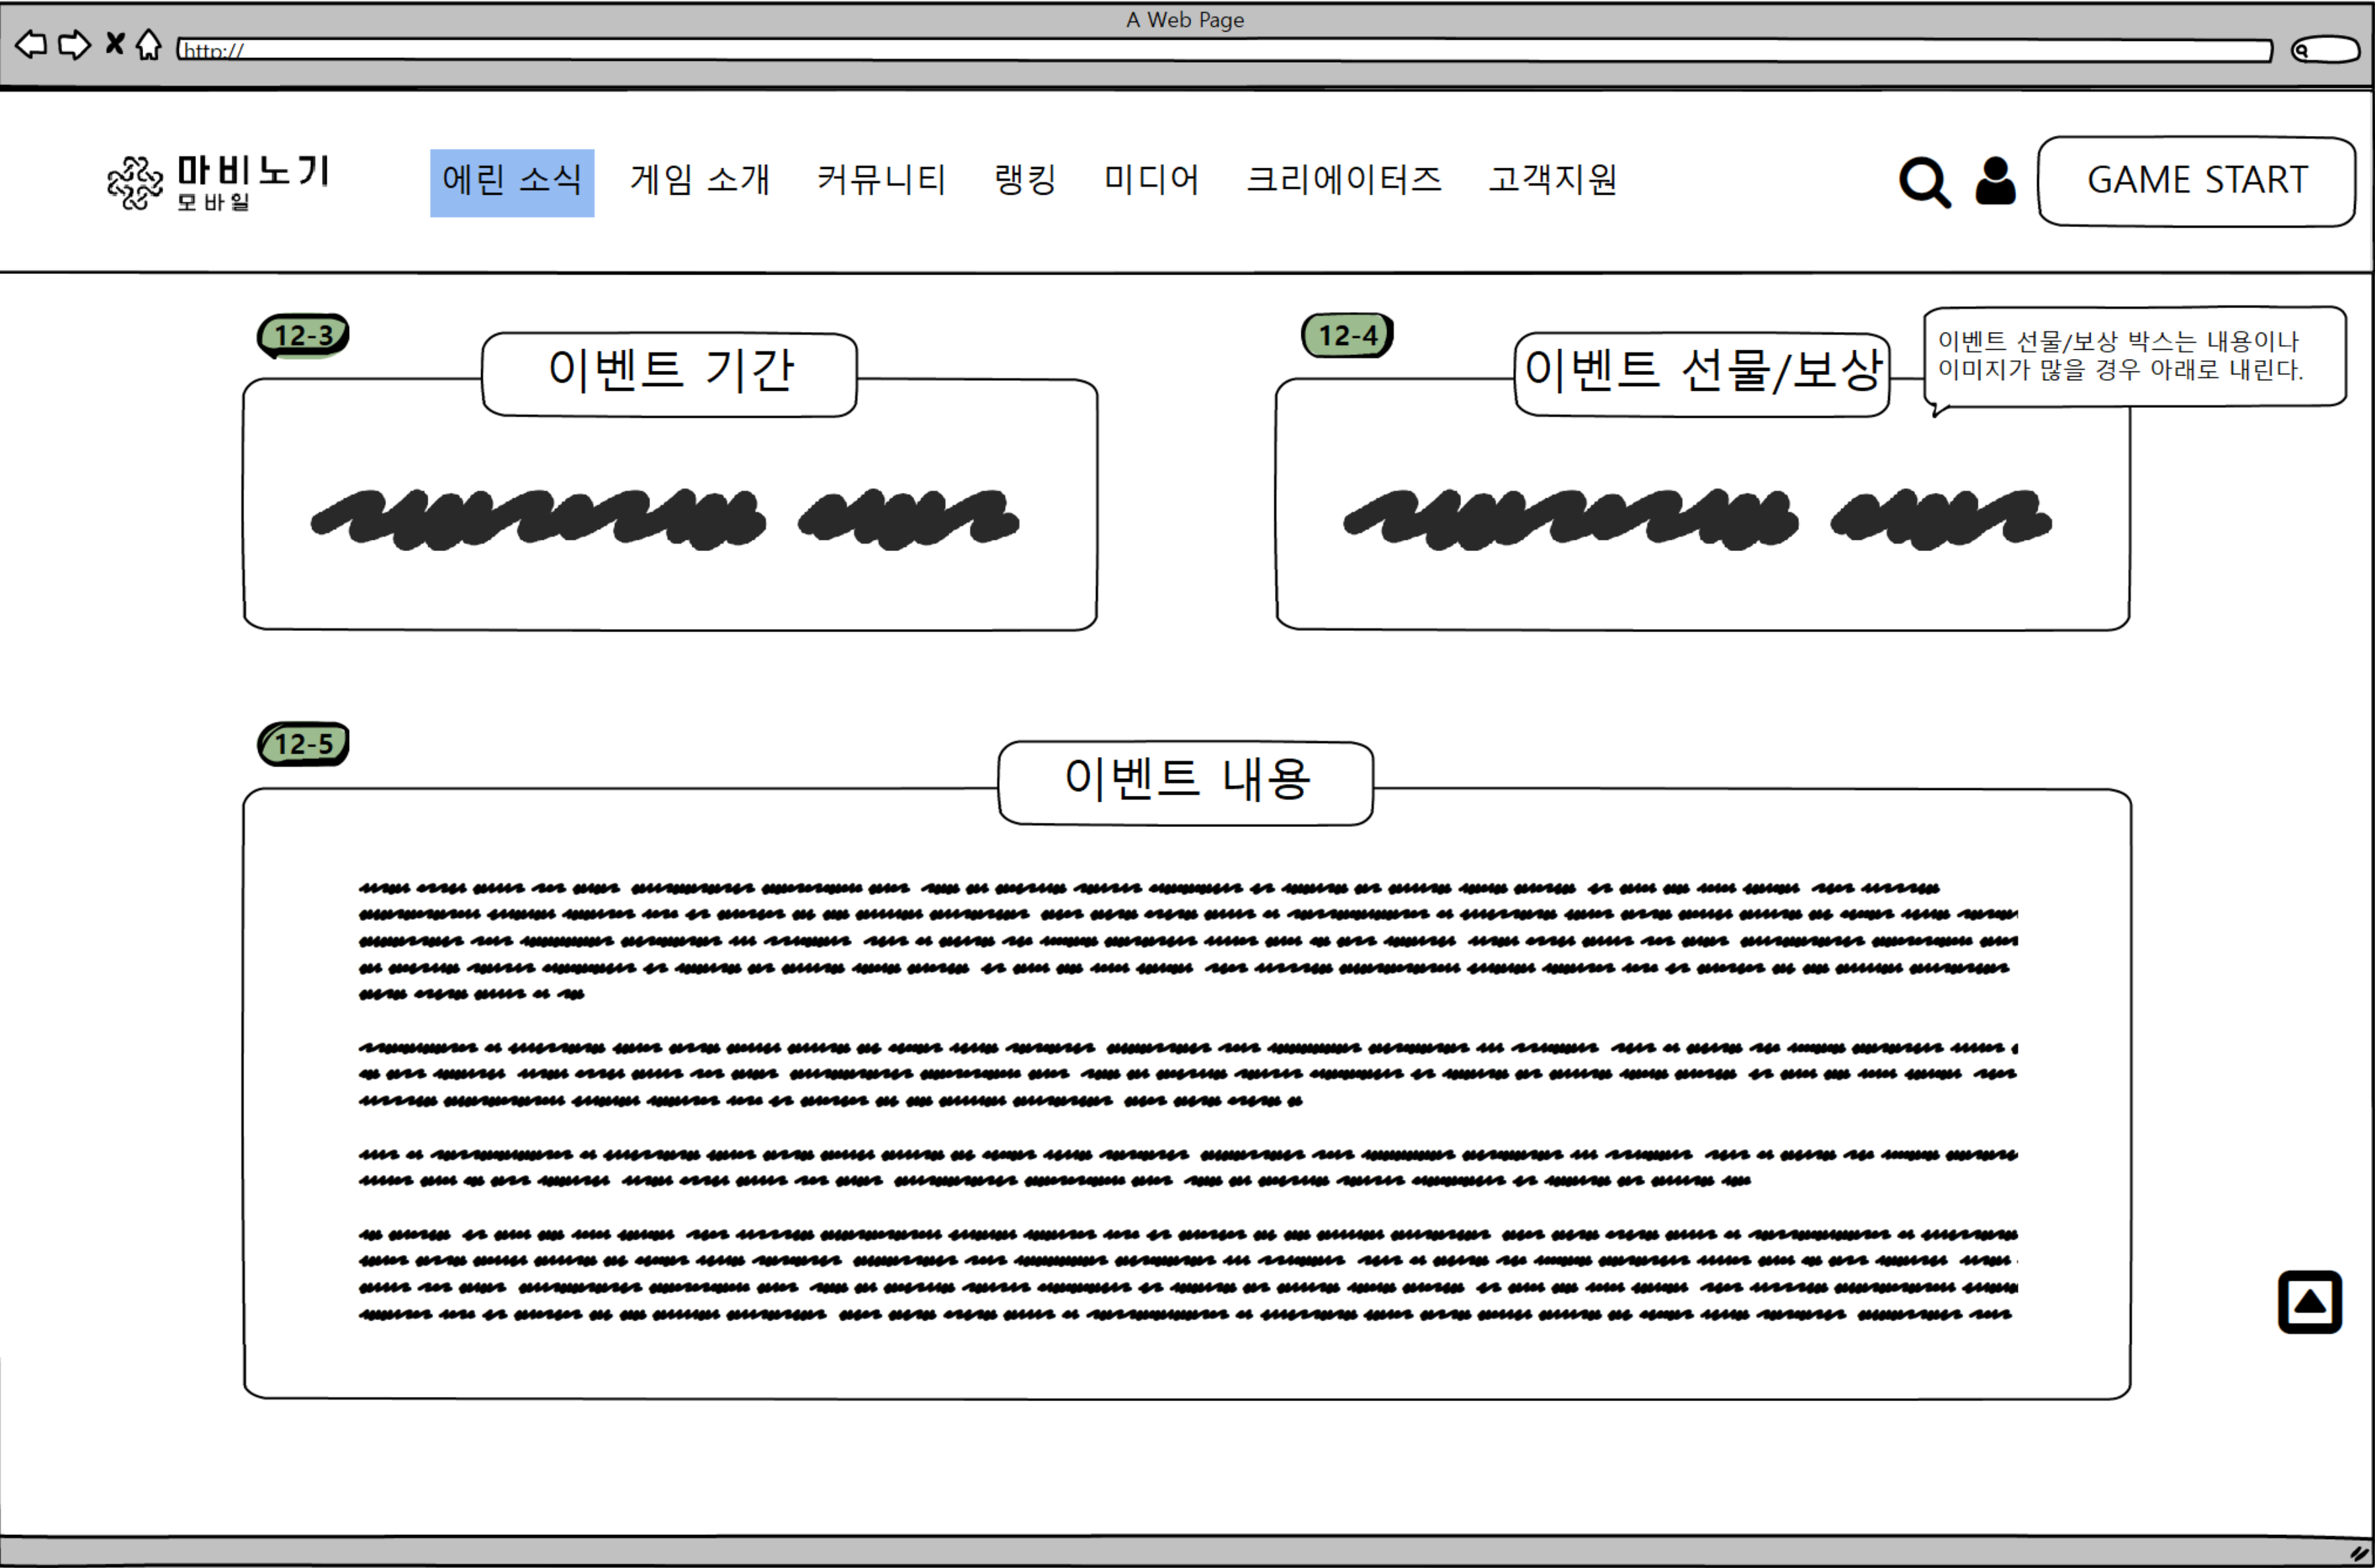 A Web Page
http://
마비노기
모바일
에린 소식 게임 소개 커뮤니티 랭킹 미디어 크리에이터즈 고객지원
GAME START
12-3
이벤트 기간
12-4
이벤트 선물/보상
이벤트 선물/보상 박스는 내용이나
이미지가 많을 경우 아래로 내린다.
12-5
이벤트 내용